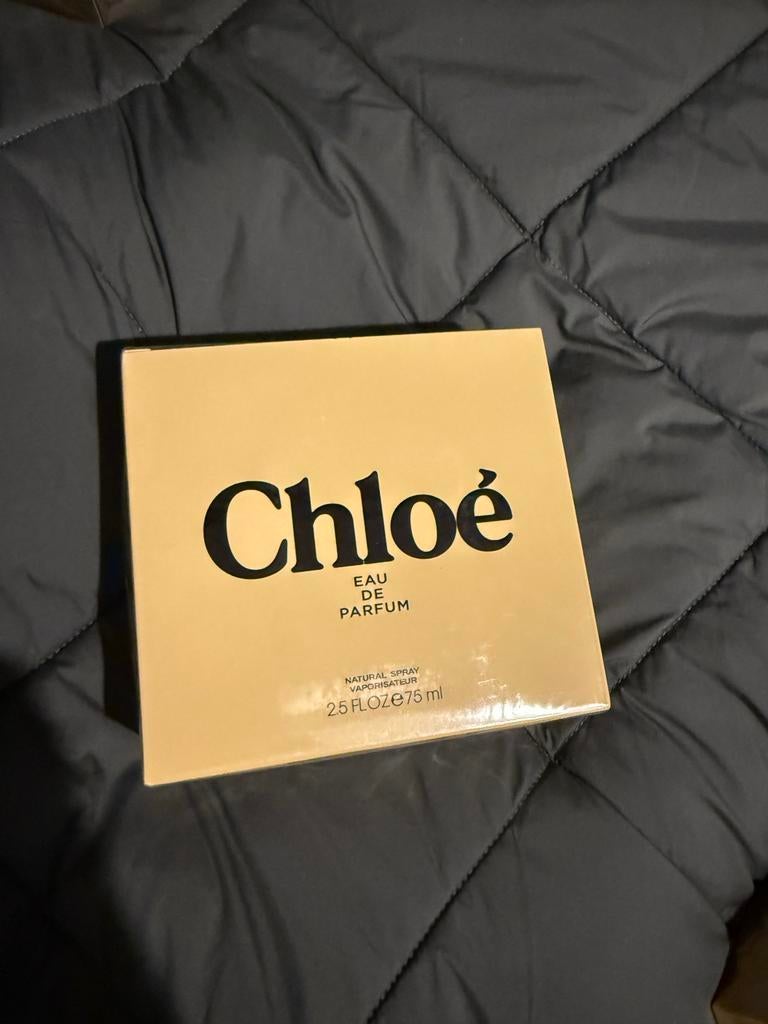 Chloé
EAU
DE
PARFUM
NATURAL SPRAY
VAPORISATEUR
2.5 FL.OZ ℮ 75 ml